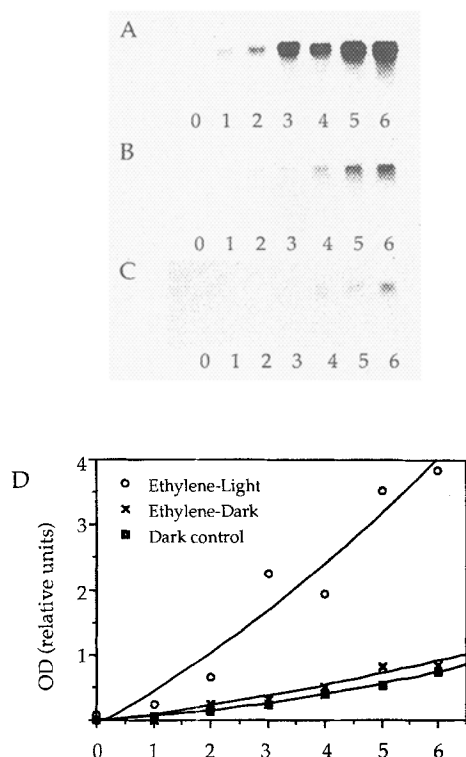 A
0 1 2 3 4 5 6
B
0 1 2 3 4 5 6
C
0 1 2 3 4 5 6
D
OD (relative units)
4
3
2
1
Ethylene-Light
Ethylene-Dark
Dark control
0 1 2 3 4 5 6